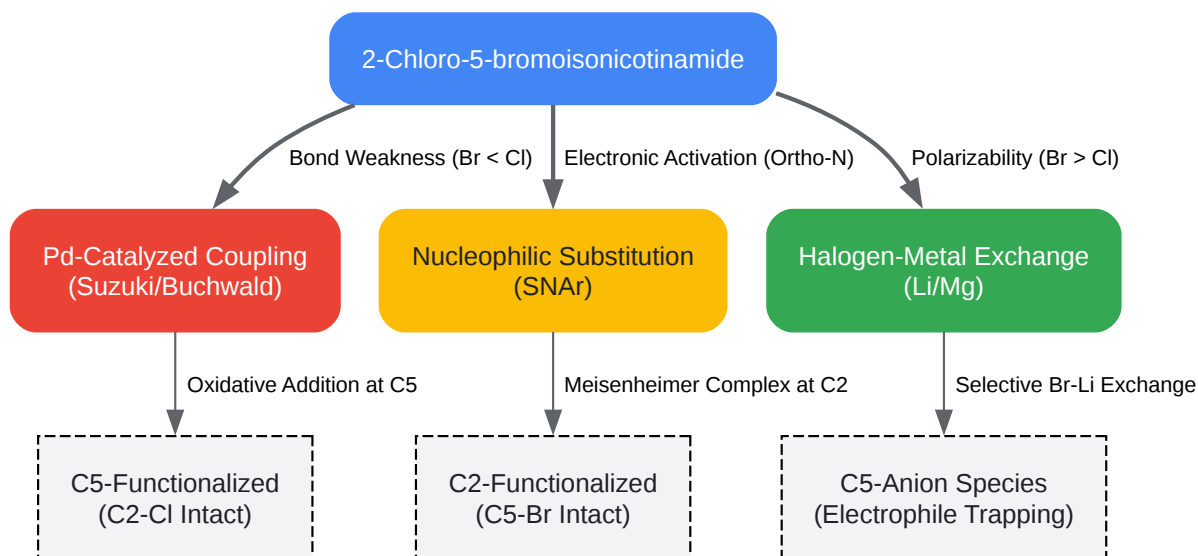 2-Chloro-5-bromoisonicotinamide
Bond Weakness (Br < Cl)
Electronic Activation (Ortho-N)
Polarizability (Br > Cl)
Pd-Catalyzed Coupling
(Suzuki/Buchwald)
Nucleophilic Substitution
(SNAr)
Halogen-Metal Exchange
(Li/Mg)
Oxidative Addition at C5
Meisenheimer Complex at C2
Selective Br-Li Exchange
C5-Functionalized
(C2-Cl Intact)
C2-Functionalized
(C5-Br Intact)
C5-Anion Species
(Electrophile Trapping)